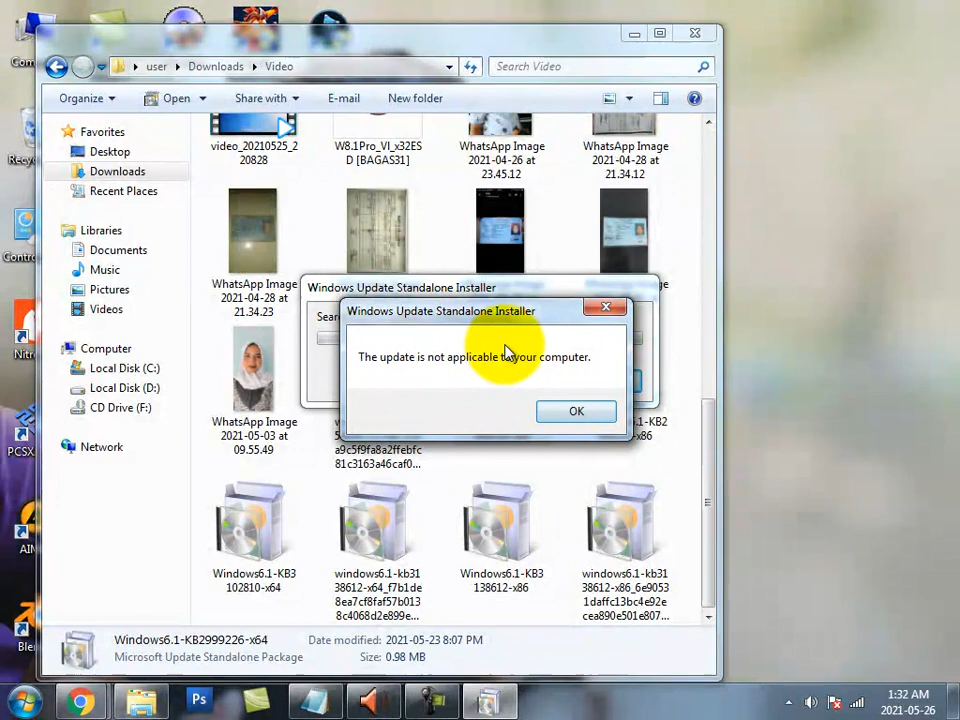 user
Downloads
Video
Search Video
Organize
Open
Share with
E-mail
New folder
Favorites
Desktop
Downloads
Recent Places
Libraries
Documents
Music
Pictures
Videos
Computer
Local Disk (C:)
Local Disk (D:)
CD Drive (F:)
Network
video_20210525_2
20828
W8.1Pro_Vl_x32ES
D [BAGAS31]
WhatsApp Image
2021-04-26 at
23.45.12
WhatsApp Image
2021-04-28 at
21.34.12
WhatsApp Image
2021-04-28 at
21.34.23
WhatsApp Image
2021-05-03 at
09.55.49
a9c5f9fa8a2ffebfc
81c3163a46caf0...
Windows Update Standalone Installer
Windows Update Standalone Installer
The update is not applicable to your computer.
OK
Windows6.1-KB3
102810-x64
windows6.1-kb31
38612-x64_f7b1de
8ea7cf8faf57b013
8c4068d2e899e...
Windows6.1-KB3
138612-x86
windows6.1-kb31
38612-x86_6e9053
1daffc13bc4e92e
cea890e501e807...
Windows6.1-KB2999226-x64
Date modified: 2021-05-23 8:07 PM
Microsoft Update Standalone Package
Size: 0.98 MB
Ps
1:32 AM
2021-05-26